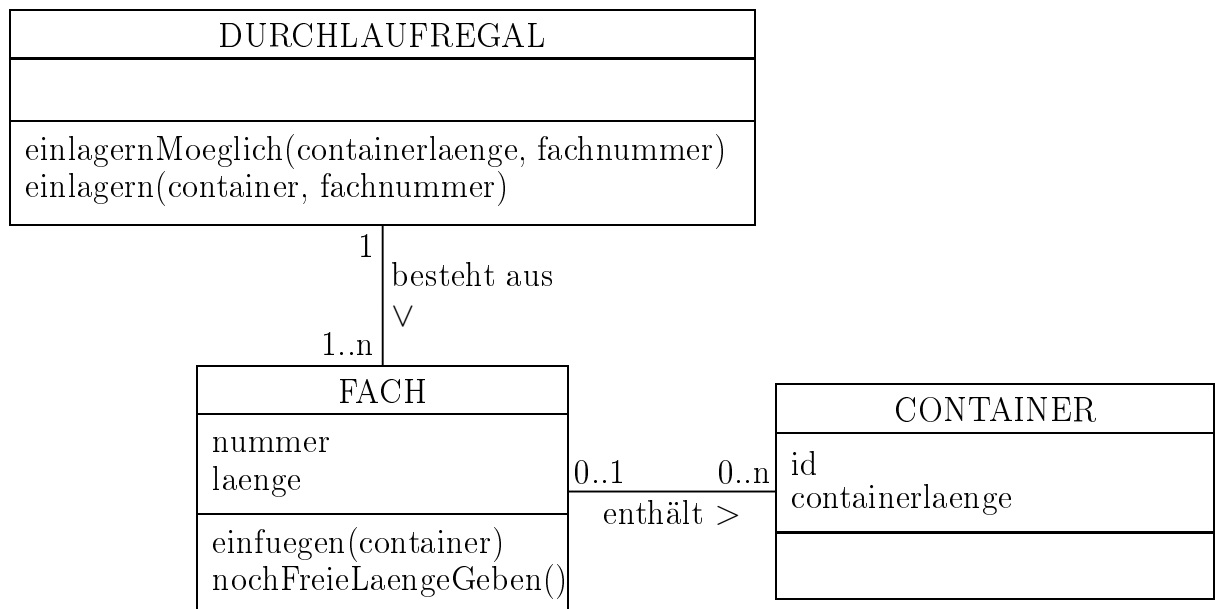 DURCHLAUFREGAL
einlagernMoeglich(containerlaenge, fachnummer)
einlagern(container, fachnummer)
1
besteht aus
∨
1..n
FACH
nummer
laenge
einfuegen(container)
nochFreieLaengeGeben()
0..1
0..n
enthält >
CONTAINER
id
containerlaenge